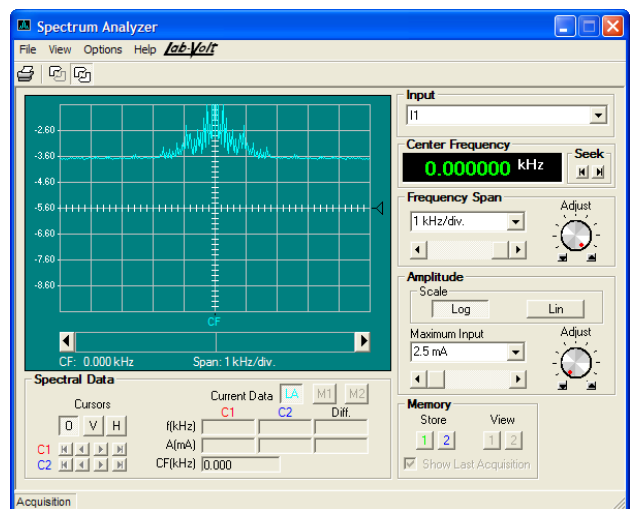 Spectrum Analyzer
File View Options Help Lab-Volt
Input
I1
-2.60
-3.60
-4.60
-5.60
-6.60
-7.60
-8.60
CF
CF: 0.000 kHz Span: 1 kHz/div.
Center Frequency
0.000000 kHz
Seek
Frequency Span
1 kHz/div.
Adjust
Amplitude
Scale
Log Lin
Maximum Input
2.5 mA
Adjust
Spectral Data
Cursors
O V H
C1
C2
Current Data LA M1 M2
C1 C2 Diff.
f(kHz)
A(mA)
CF(kHz) 0.000
Memory
Store View
1 2 1 2
Show Last Acquisition
Acquisition